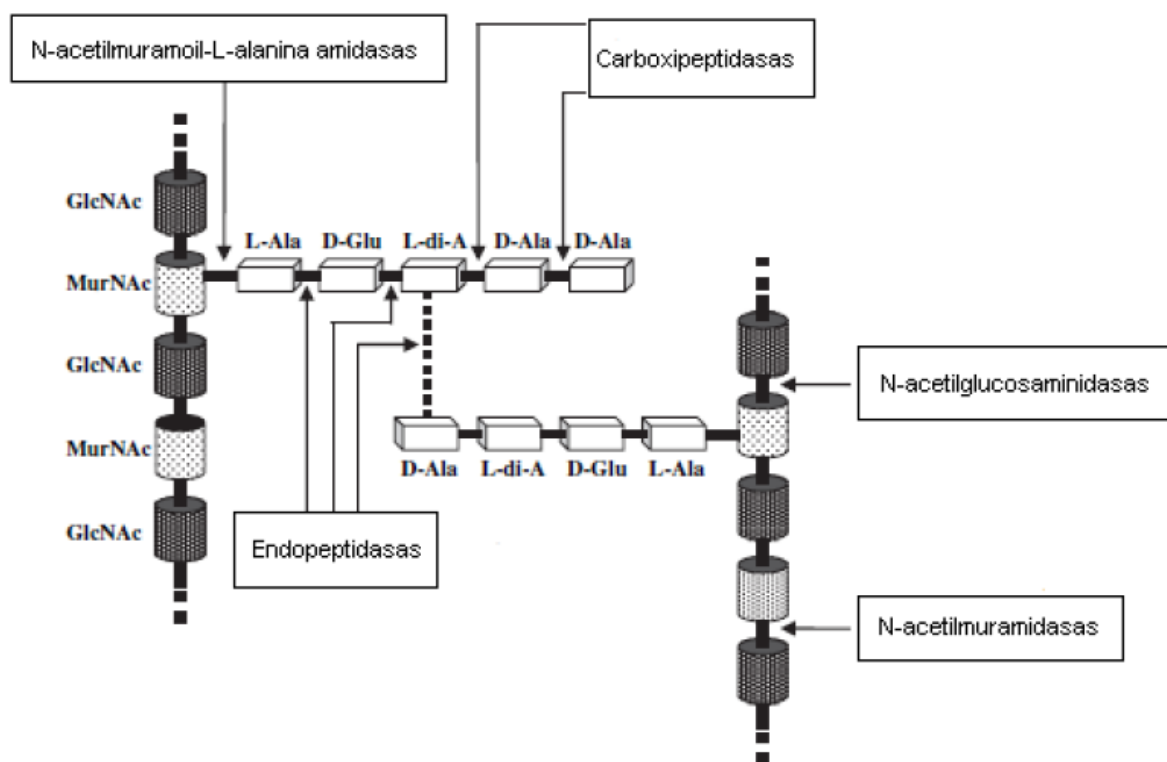 N-acetilmuramoil-L-alanina amidasas
Carboxipeptidasas
GlcNAc
L-Ala D-Glu L-di-A D-Ala D-Ala
MurNAc
GlcNAc
N-acetilglucosaminidasas
MurNAc
D-Ala L-di-A D-Glu L-Ala
GlcNAc
Endopeptidasas
N-acetilmuramidasas